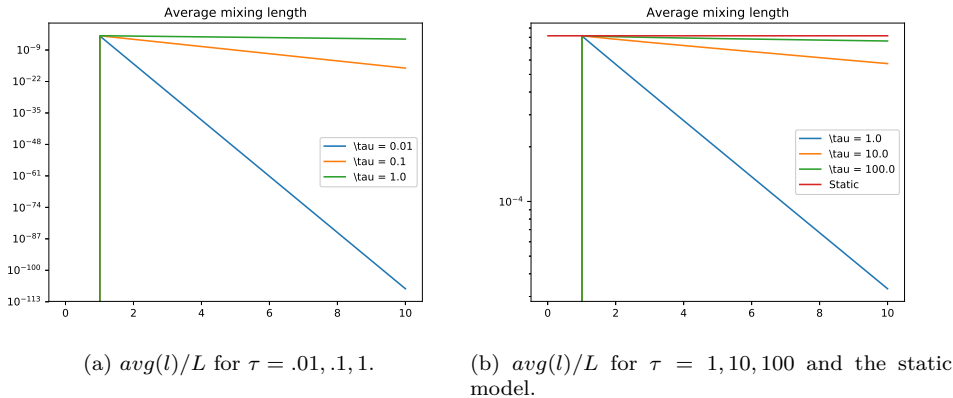 Average mixing length
10⁻⁹
10⁻²²
10⁻³⁵
10⁻⁴⁸
10⁻⁶¹
10⁻⁷⁴
10⁻⁸⁷
10⁻¹⁰⁰
10⁻¹¹³
0 2 4 6 8 10
\tau = 0.01
\tau = 0.1
\tau = 1.0
(a) avg(l)/L for τ = .01, .1, 1.
Average mixing length
10⁻⁴
0 2 4 6 8 10
\tau = 1.0
\tau = 10.0
\tau = 100.0
Static
(b) avg(l)/L for τ = 1, 10, 100 and the static
model.